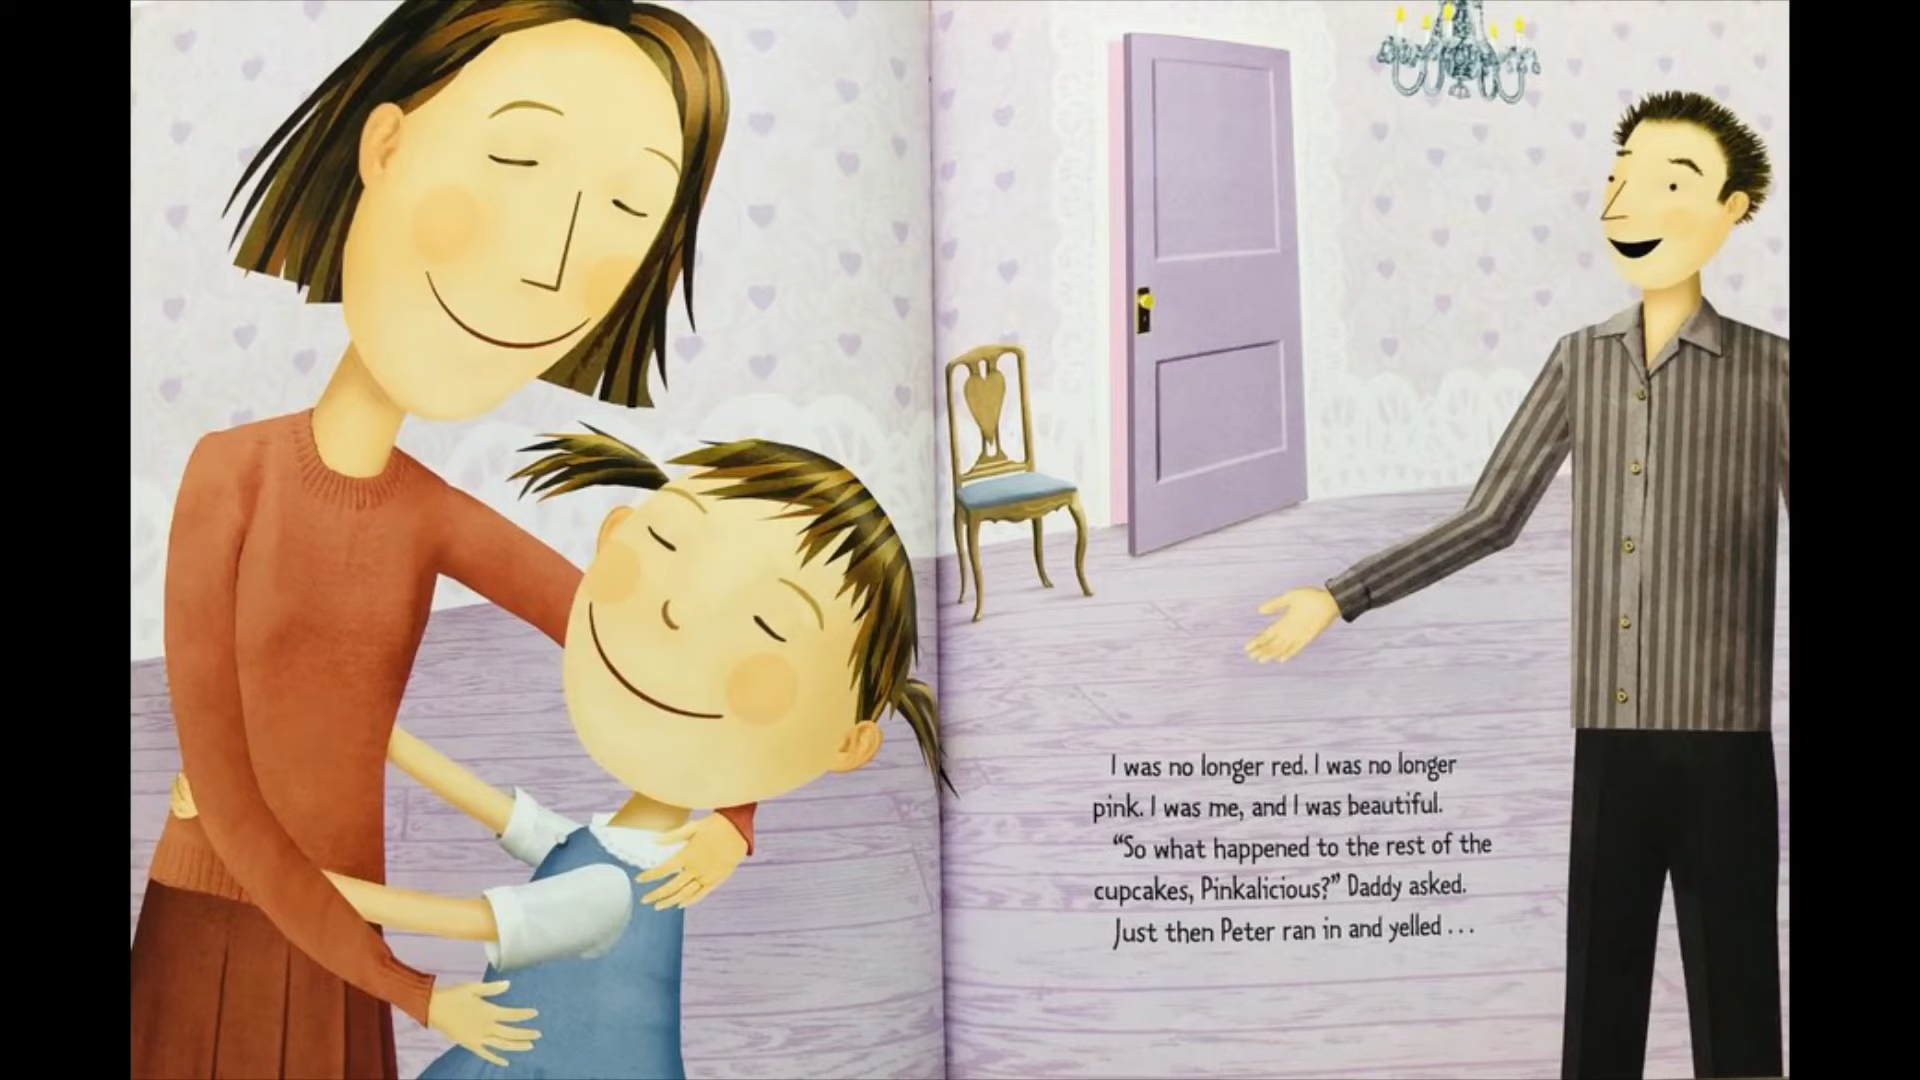 I was no longer red. I was no longer
pink. I was me, and I was beautiful.
“So what happened to the rest of the
cupcakes, Pinkalicious?” Daddy asked.
Just then Peter ran in and yelled . . .